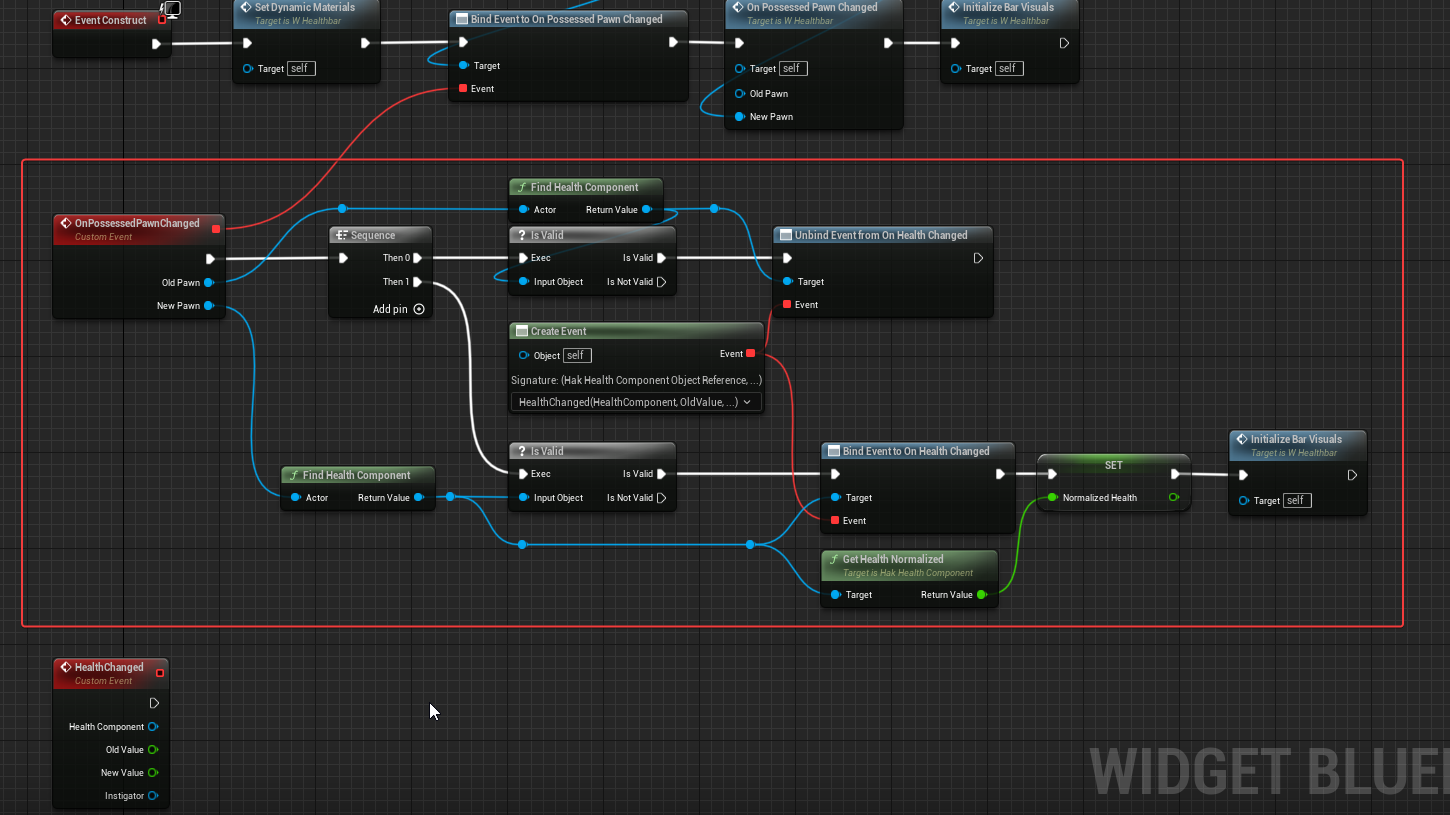 Event Construct
Set Dynamic Materials
Target is W Healthbar
Target self
Bind Event to On Possessed Pawn Changed
Target
Event
On Possessed Pawn Changed
Target is W Healthbar
Target self
Old Pawn
New Pawn
Initialize Bar Visuals
Target is W Healthbar
Target self
OnPossessedPawnChanged
Custom Event
Old Pawn
New Pawn
Sequence
Then 0
Then 1
Add pin
Find Health Component
Actor Return Value
? Is Valid
Exec Is Valid
Input Object Is Not Valid
Unbind Event from On Health Changed
Target
Event
Create Event
Object self Event
Signature: (Hak Health Component Object Reference, ...)
HealthChanged(HealthComponent, OldValue, ...)
Find Health Component
Actor Return Value
? Is Valid
Exec Is Valid
Input Object Is Not Valid
Bind Event to On Health Changed
Target
Event
Get Health Normalized
Target is Hak Health Component
Target Return Value
SET
Normalized Health
Initialize Bar Visuals
Target is W Healthbar
Target self
HealthChanged
Custom Event
Health Component
Old Value
New Value
Instigator
WIDGET BLUE